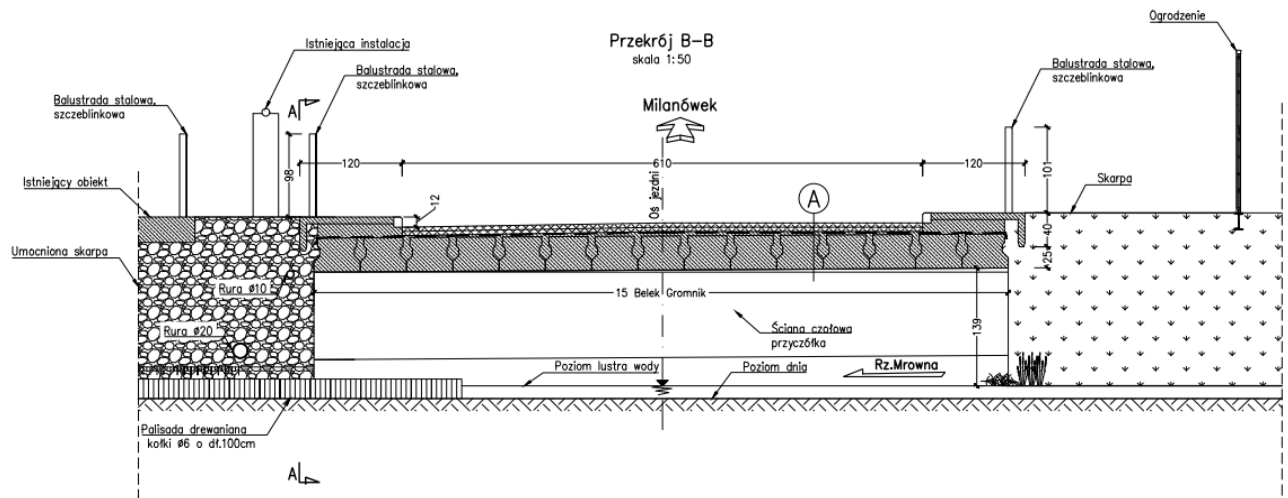 Ogrodzenie
Przekrój B-B
skala 1:50
Istniejąca instalacja
Balustrada stalowa,
szczeblinkowa
Balustrada stalowa,
szczeblinkowa
Balustrada stalowa,
szczeblinkowa
A
Milanówek
120
610
120
98
101
Istniejący obiekt
Skarpa
Oś jezdni
A
12
40
Umocniona skarpa
25
Rura ø10
15 Belek Gromnik
Rura ø20
Ściana czołowa
przyczółka
139
Poziom lustra wody
Poziom dnia
Rz.Mrowna
Palisada drewaniana
kołki ø6 o dł.100cm
A